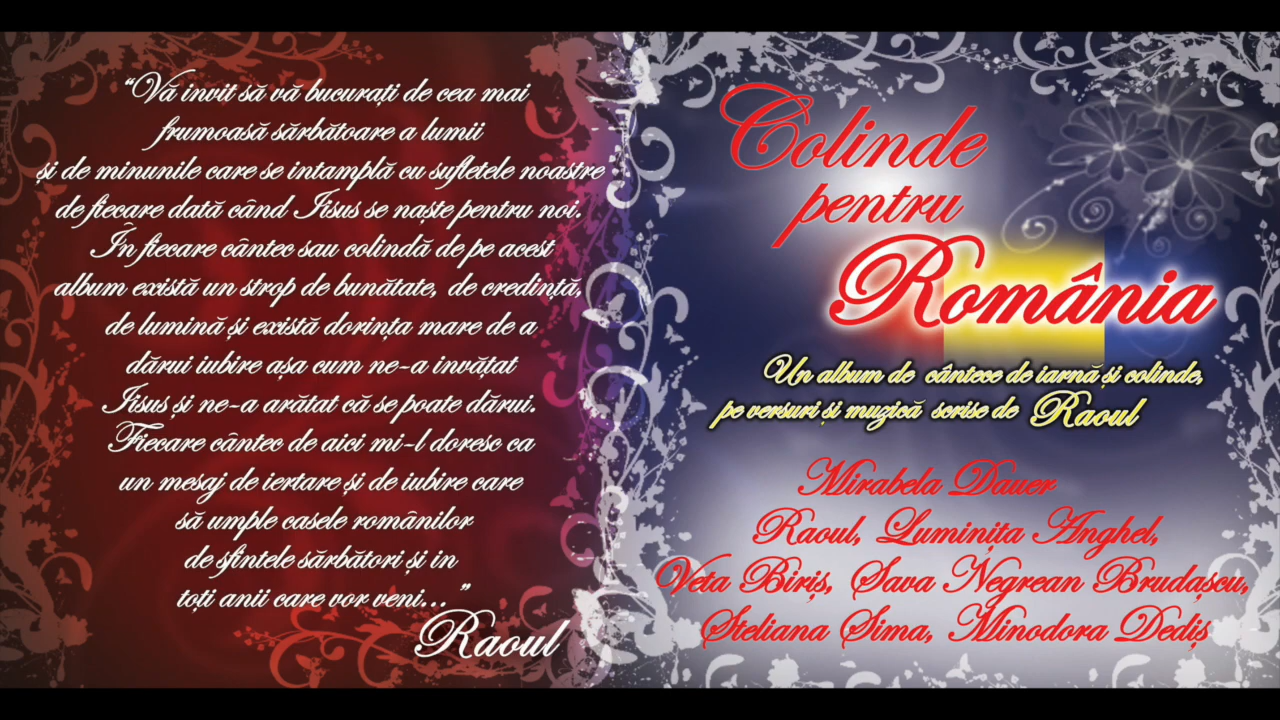 “Vă invit să vă bucurați de cea mai
frumoasă sărbătoare a lumii
și de minunile care se intamplă cu sufletele noastre
de fiecare dată când Iisus se naște pentru noi.
În fiecare cântec sau colindă de pe acest
album există un strop de bunătate, de credință,
de lumină și există dorința mare de a
dărui iubire așa cum ne-a invățat
Iisus și ne-a arătat că se poate dărui.
Fiecare cântec de aici mi-l doresc ca
un mesaj de iertare și de iubire care
să umple casele românilor
de sfintele sărbători și in
toți anii care vor veni... ”
Raoul
Colinde
pentru
România
Un album de cântece de iarnă și colinde,
pe versuri și muzică scrise de Raoul
Mirabela Dauer
Raoul, Luminița Anghel,
Veta Biriș, Sava Negrean Brudașcu,
Steliana Sima, Minodora Dediș